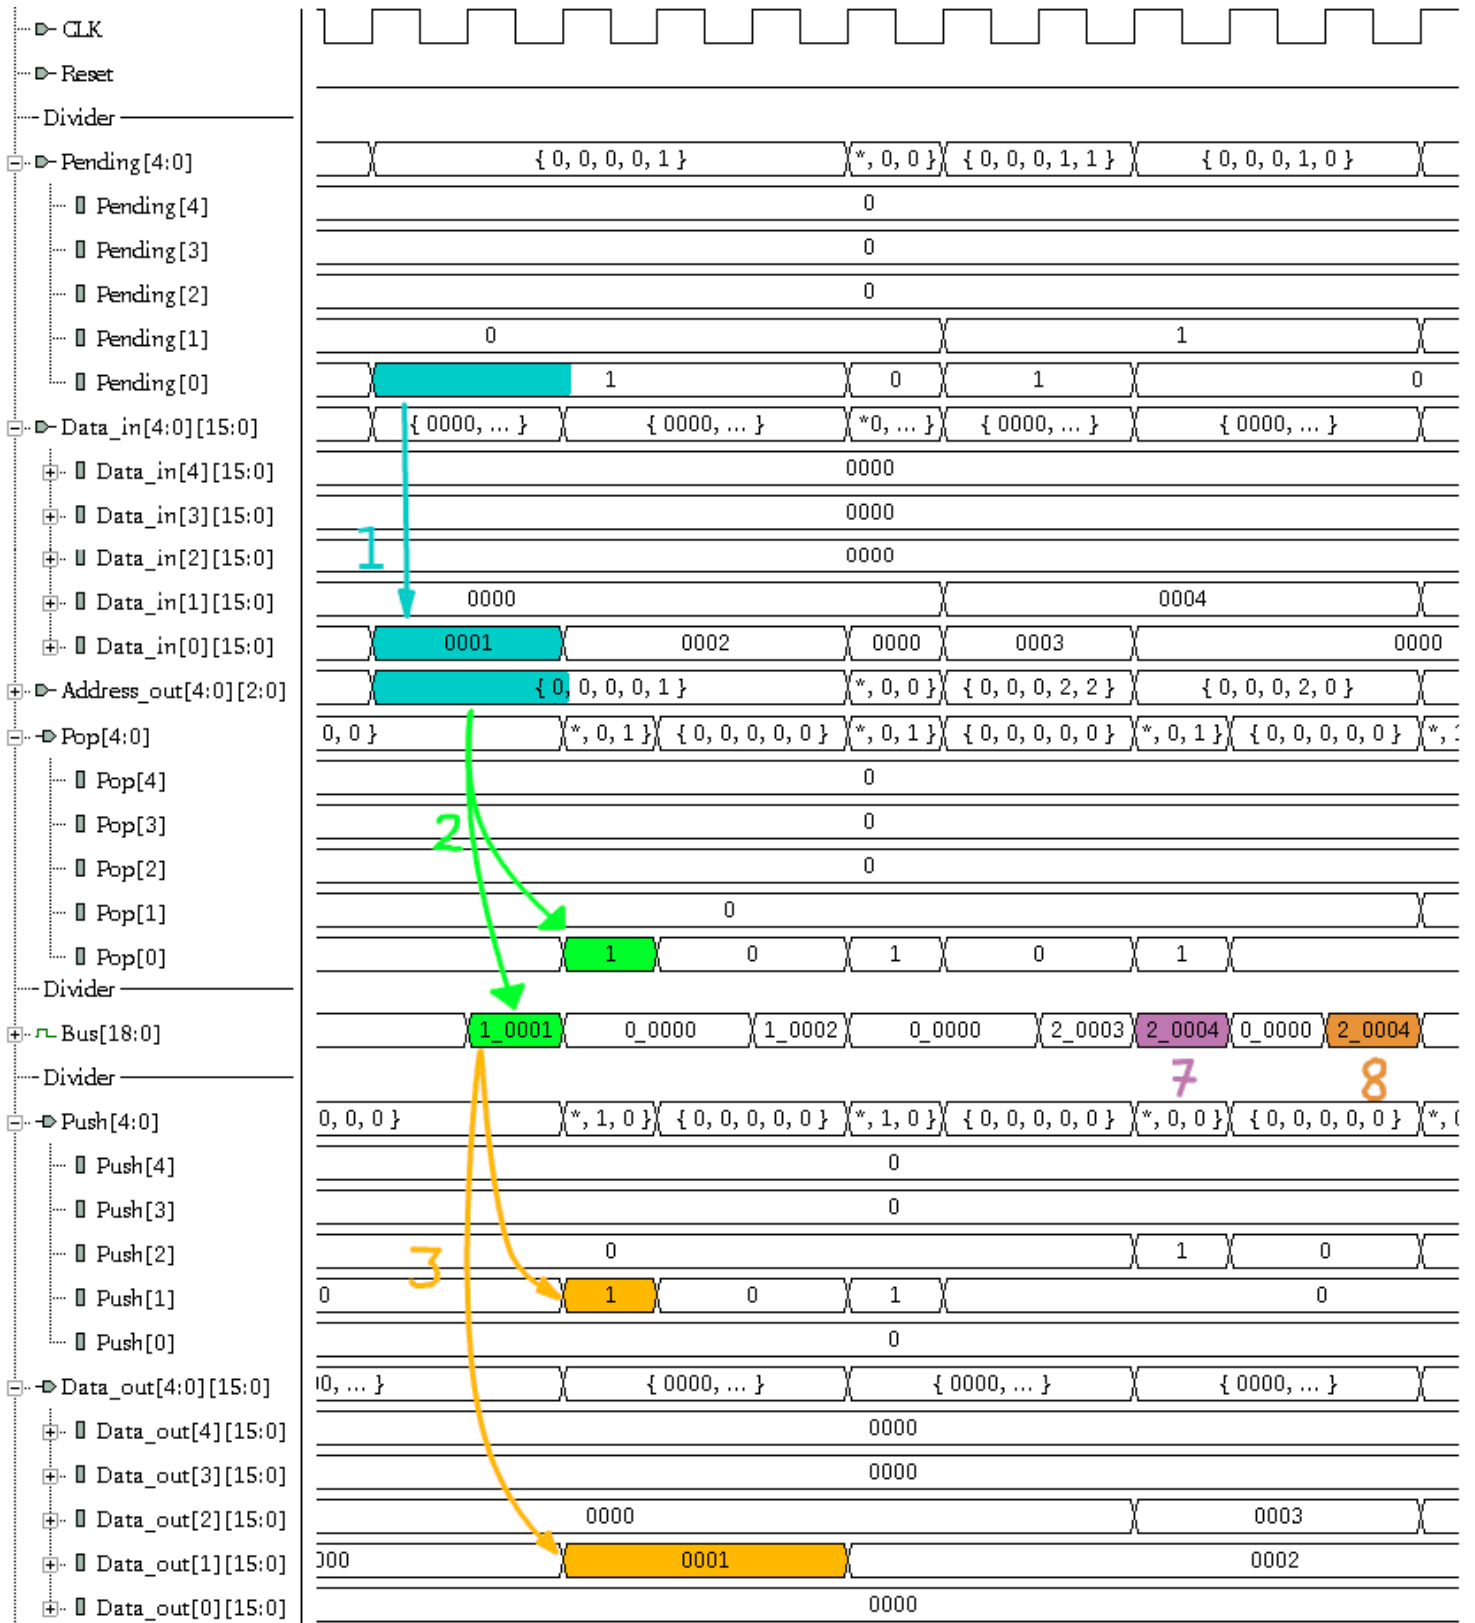 CLK
Reset
Divider
Pending[4:0] { 0, 0, 0, 0, 1 } *, 0, 0 } { 0, 0, 0, 1, 1 } { 0, 0, 0, 1, 0 }
Pending[4] 0
Pending[3] 0
Pending[2] 0
Pending[1] 0 1
Pending[0] 1 0 1 0
Data_in[4:0][15:0] { 0000, ... } { 0000, ... } *0, ... } { 0000, ... } { 0000, ... }
Data_in[4][15:0] 0000
Data_in[3][15:0] 0000
1
Data_in[2][15:0] 0000
Data_in[1][15:0] 0000 0004
Data_in[0][15:0] 0001 0002 0000 0003 0000
Address_out[4:0][2:0] { 0, 0, 0, 0, 1 } *, 0, 0 } { 0, 0, 0, 2, 2 } { 0, 0, 0, 2, 0 }
Pop[4:0] 0, 0 } *, 0, 1 } { 0, 0, 0, 0, 0 } *, 0, 1 } { 0, 0, 0, 0, 0 } *, 0, 1 } { 0, 0, 0, 0, 0 } *, 1
Pop[4] 0
Pop[3] 0
2
Pop[2] 0
Pop[1] 0
Pop[0] 1 0 1 0 1
Divider
Bus[18:0] 1_0001 0_0000 1_0002 0_0000 2_0003 2_0004 0_0000 2_0004
Divider 7 8
Push[4:0] 0, 0, 0 } *, 1, 0 } { 0, 0, 0, 0, 0 } *, 1, 0 } { 0, 0, 0, 0, 0 } *, 0, 0 } { 0, 0, 0, 0, 0 } *, 0
Push[4] 0
Push[3] 0
Push[2] 0 1 0
3
Push[1] 0 1 0 1 0
Push[0] 0
Data_out[4:0][15:0] 0, ... } { 0000, ... } { 0000, ... } { 0000, ... }
Data_out[4][15:0] 0000
Data_out[3][15:0] 0000
Data_out[2][15:0] 0000 0003
Data_out[1][15:0] 000 0001 0002
Data_out[0][15:0] 0000